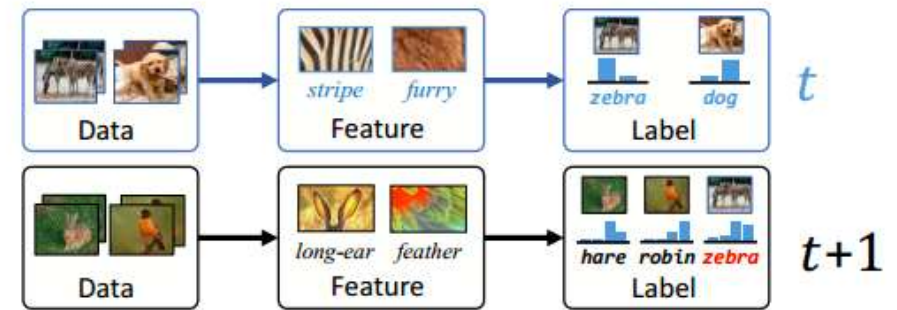 stripe furry
zebra dog
t
Data Feature Label
long-ear feather
hare robin zebra
t+1
Data Feature Label